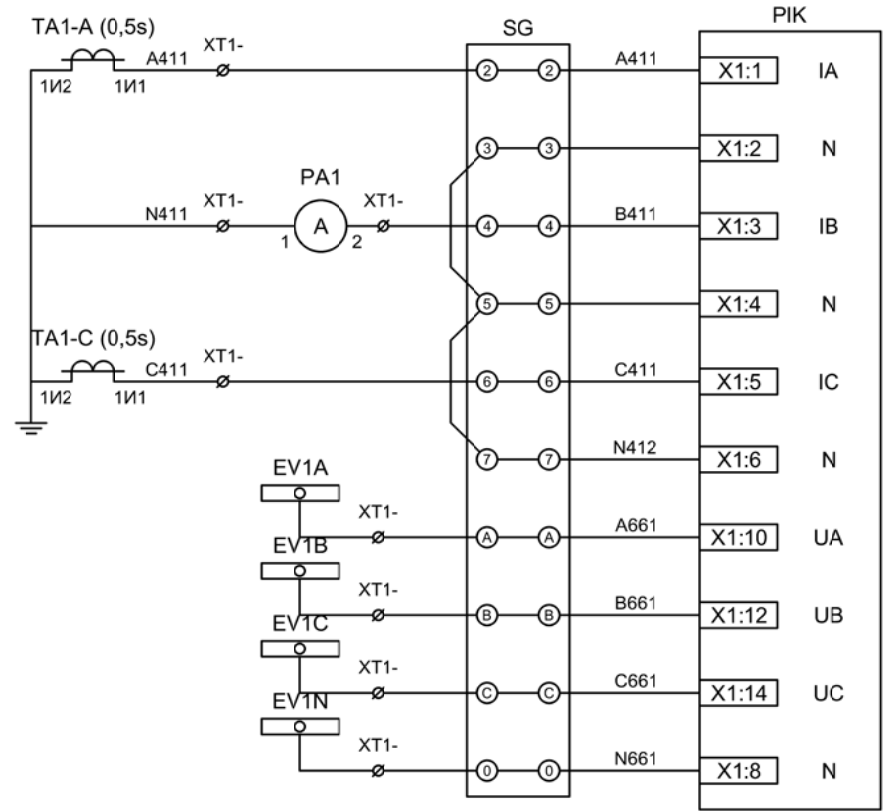 PIK
SG
TA1-A (0,5s)
XT1-
A411
1И2
1И1
2
2
A411
X1:1
IA
3
3
X1:2
N
PA1
N411
XT1-
A
1
2
XT1-
4
4
B411
X1:3
IB
5
5
X1:4
N
TA1-C (0,5s)
XT1-
C411
1И2
1И1
6
6
C411
X1:5
IC
7
7
N412
X1:6
N
EV1A
XT1-
A
A
A661
X1:10
UA
EV1B
XT1-
B
B
B661
X1:12
UB
EV1C
XT1-
C
C
C661
X1:14
UC
EV1N
XT1-
0
0
N661
X1:8
N